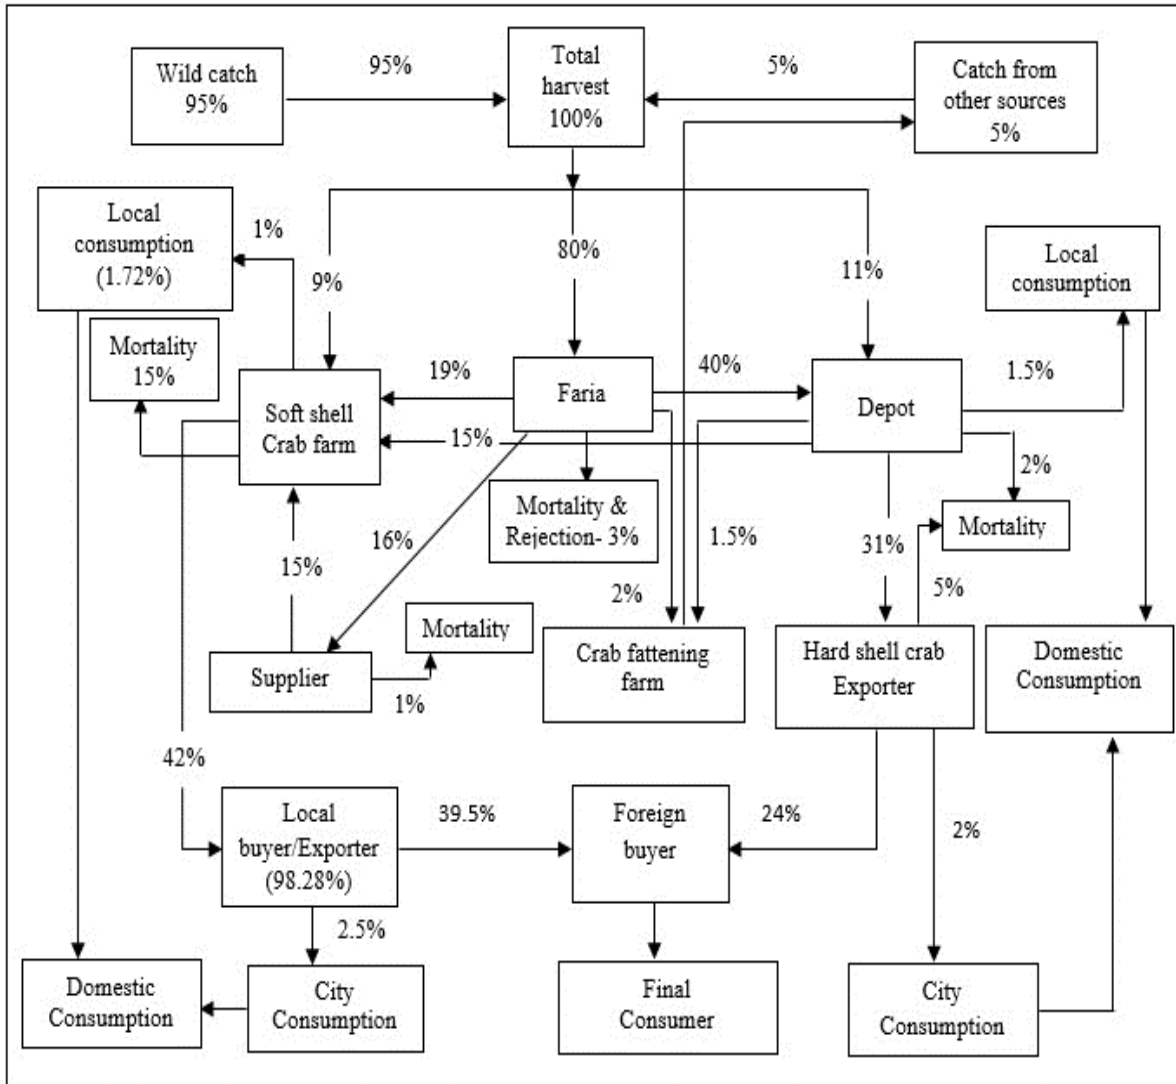 Wild catch
95%
95%
Total
harvest
100%
5%
Catch from
other sources
5%
Local
consumption
(1.72%)
1%
9%
80%
11%
Local
consumption
Mortality
15%
19%
Faria
40%
Depot
1.5%
Soft shell
Crab farm
15%
2%
Mortality &
Rejection- 3%
Mortality
16%
15%
1.5%
31%
5%
2%
Mortality
Supplier
1%
Crab fattening
farm
Hard shell crab
Exporter
Domestic
Consumption
42%
Local
buyer/Exporter
(98.28%)
39.5%
Foreign
buyer
24%
2%
2.5%
Domestic
Consumption
City
Consumption
Final
Consumer
City
Consumption